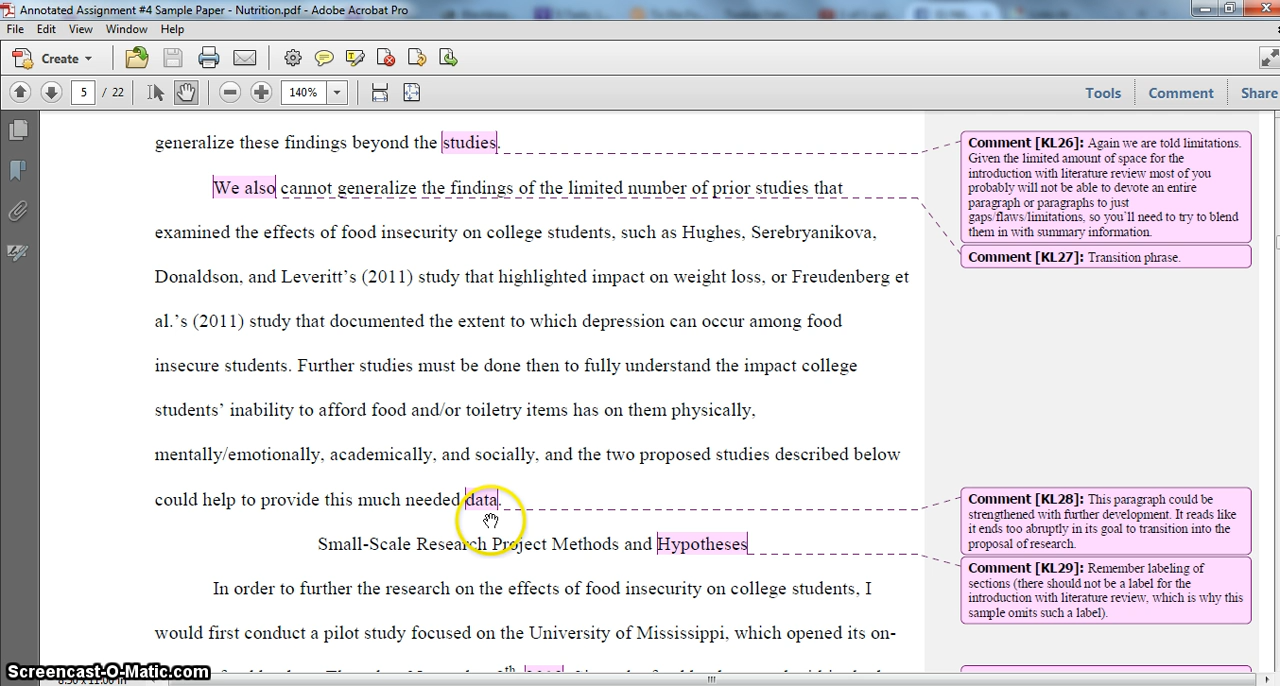 Annotated Assignment #4 Sample Paper - Nutrition.pdf - Adobe Acrobat Pro
File Edit View Window Help
Create
5 / 22 140% Tools Comment Share
generalize these findings beyond the studies.
We also cannot generalize the findings of the limited number of prior studies that
examined the effects of food insecurity on college students, such as Hughes, Serebryanikova,
Donaldson, and Leveritt's (2011) study that highlighted impact on weight loss, or Freudenberg et
al.'s (2011) study that documented the extent to which depression can occur among food
insecure students. Further studies must be done then to fully understand the impact college
students' inability to afford food and/or toiletry items has on them physically,
mentally/emotionally, academically, and socially, and the two proposed studies described below
could help to provide this much needed data.
Small-Scale Research Project Methods and Hypotheses
In order to further the research on the effects of food insecurity on college students, I
would first conduct a pilot study focused on the University of Mississippi, which opened its on-
Comment [KL26]: Again we are told limitations.
Given the limited amount of space for the
introduction with literature review most of you
probably will not be able to devote an entire
paragraph or paragraphs to just
gaps/flaws/limitations, so you'll need to try to blend
them in with summary information.
Comment [KL27]: Transition phrase.
Comment [KL28]: This paragraph could be
strengthened with further development. It reads like
it ends too abruptly in its goal to transition into the
proposal of research.
Comment [KL29]: Remember labeling of
sections (there should not be a label for the
introduction with literature review, which is why this
sample omits such a label).
Screencast-O-Matic.com